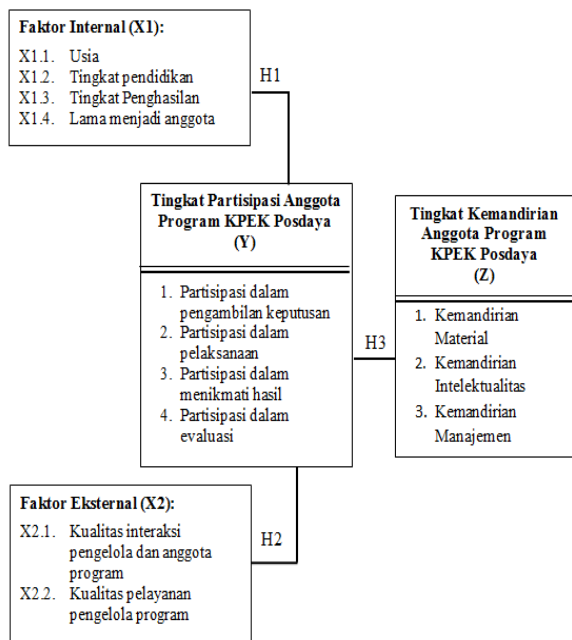 Faktor Internal (X1):
X1.1. Usia
X1.2. Tingkat pendidikan
X1.3. Tingkat Penghasilan
X1.4. Lama menjadi anggota
H1
Tingkat Partisipasi Anggota
Program KPEK Posdaya
(Y)
1. Partisipasi dalam
pengambilan keputusan
2. Partisipasi dalam
pelaksanaan
3. Partisipasi dalam
menikmati hasil
4. Partisipasi dalam
evaluasi
H3
Tingkat Kemandirian
Anggota Program
KPEK Posdaya
(Z)
1. Kemandirian
Material
2. Kemandirian
Intelektualitas
3. Kemandirian
Manajemen
Faktor Eksternal (X2):
X2.1. Kualitas interaksi
pengelola dan anggota
program
X2.2. Kualitas pelayanan
pengelola program
H2